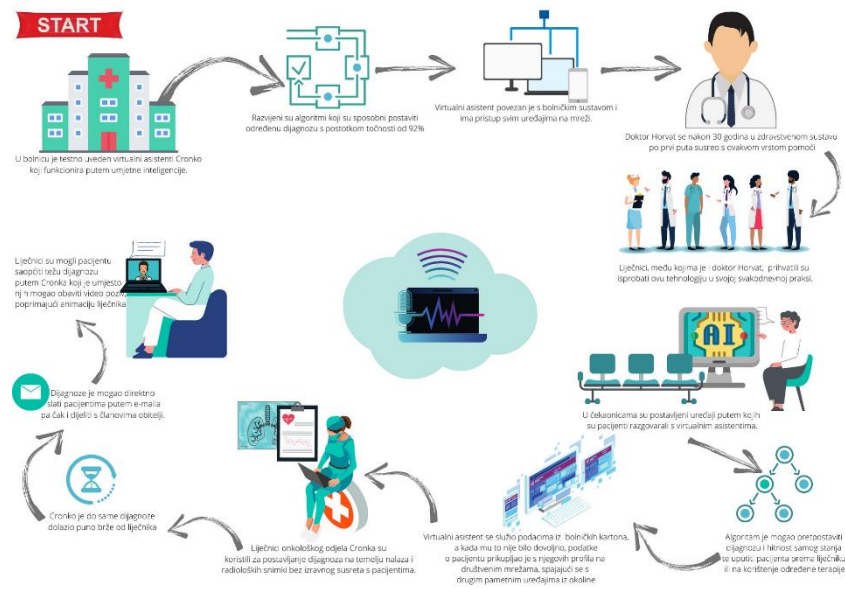 START
U bolnicu je testno uveden virtualni asistenti Cronko
koji funkcionira putem umjetne inteligencije.
Razvijeni su algoritmi koji su sposobni postaviti
određenu dijagnozu s postotkom točnosti od 92%
Virtualni asistent povezan je s bolničkim sustavom i
ima pristup svim uređajima na mreži.
Doktor Horvat se nakon 30 godina u zdravstvenom sustavu
po prvi puta susreo s ovakvom vrstom pomoći
Liječnici, među kojima je i doktor Horvat, prihvatili su
isprobati ovu tehnologiju u svojoj svakodnevnoj praksi.
AI
U čekaonicama su postavljeni uređaji putem kojih
su pacijenti razgovarali s virtualnim asistentima.
Algoritam je mogao pretpostaviti
dijagnozu i hitnost samog stanja
te uputiti pacijenta prema liječniku
ili na korištenje određene terapije
Virtualni asistent se služio podacima iz bolničkih kartona,
a kada mu to nije bilo dovoljno, podatke
o pacijentu prikupljao je s njegovih profila na
društvenim mrežama, spajajući se s
drugim pametnim uređajima iz okoline
Liječnici onkološkog odjela Cronka su
koristili za postavljanje dijagnoza na temelju nalaza i
radioloških snimki bez izravnog susreta s pacijentima.
Cronko je do same dijagnoze
dolazio puno brže od liječnika
Dijagnoze je mogao direktno
slati pacijentima putem e-maila
pa čak i dijeliti s članovima obitelji.
Liječnici su mogli pacijentu
saopćiti težu dijagnozu
putem Cronka koji je umjesto
njih mogao obaviti video poziv,
poprimajući animaciju liječnika